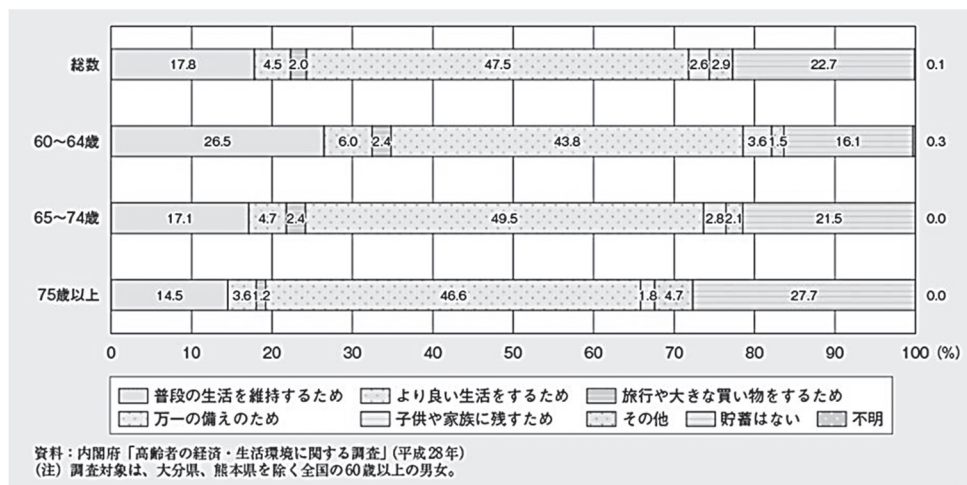 総数 17.8 4.5 2.0 47.5 2.6 2.9 22.7 0.1
60～64歳 26.5 6.0 2.4 43.8 3.6 1.5 16.1 0.3
65～74歳 17.1 4.7 2.4 49.5 2.8 2.1 21.5 0.0
75歳以上 14.5 3.6 1.2 46.6 1.8 4.7 27.7 0.0
0 10 20 30 40 50 60 70 80 90 100 (%)
普段の生活を維持するため より良い生活をするため 旅行や大きな買い物をするため
万一の備えのため 子供や家族に残すため その他 貯蓄はない 不明
資料：内閣府「高齢者の経済・生活環境に関する調査」(平成28年)
(注) 調査対象は、大分県、熊本県を除く全国の60歳以上の男女。